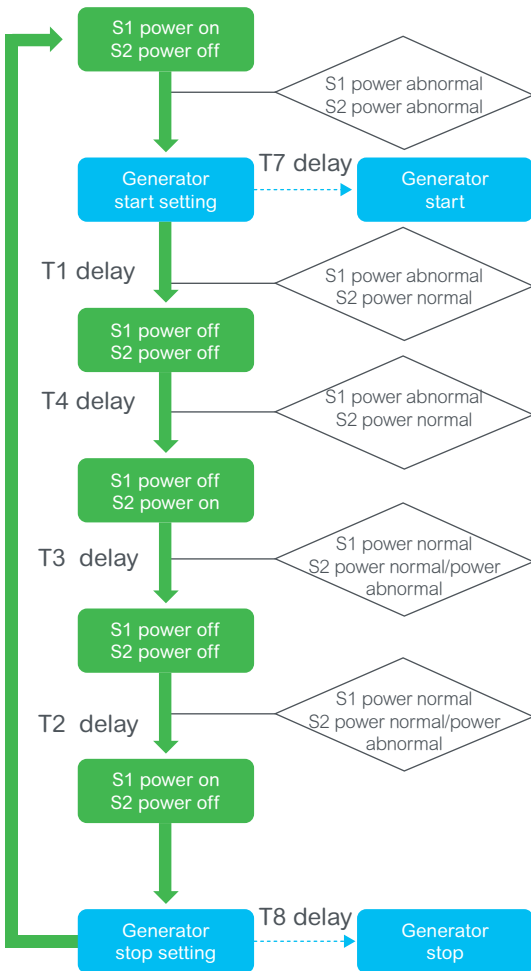 S1 power on
S2 power off
S1 power abnormal
S2 power abnormal
T7 delay
Generator
start setting
Generator
start
T1 delay
S1 power abnormal
S2 power normal
S1 power off
S2 power off
T4 delay
S1 power abnormal
S2 power normal
S1 power off
S2 power on
T3 delay
S1 power normal
S2 power normal/power
abnormal
S1 power off
S2 power off
T2 delay
S1 power normal
S2 power normal/power
abnormal
S1 power on
S2 power off
T8 delay
Generator
stop setting
Generator
stop